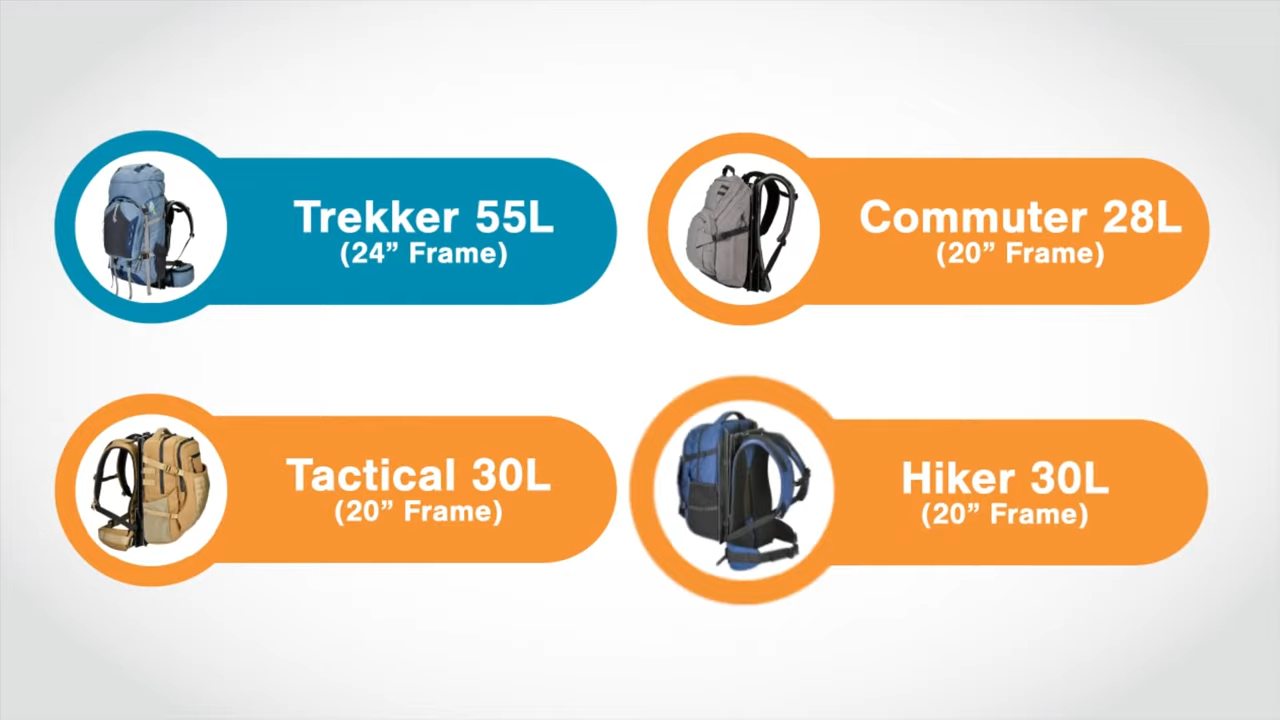 Trekker 55L
(24” Frame)
Commuter 28L
(20” Frame)
Tactical 30L
(20” Frame)
Hiker 30L
(20” Frame)